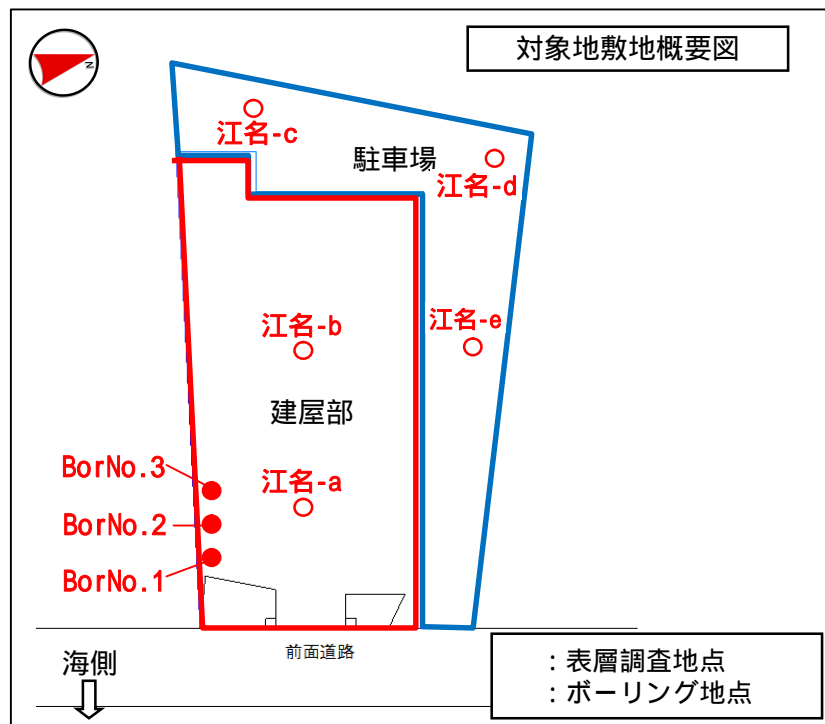 対象地敷地概要図
N
江名-c
駐車場
江名-d
江名-b
江名-e
建屋部
BorNo.3
江名-a
BorNo.2
BorNo.1
前面道路
海側
：表層調査地点
：ボーリング地点